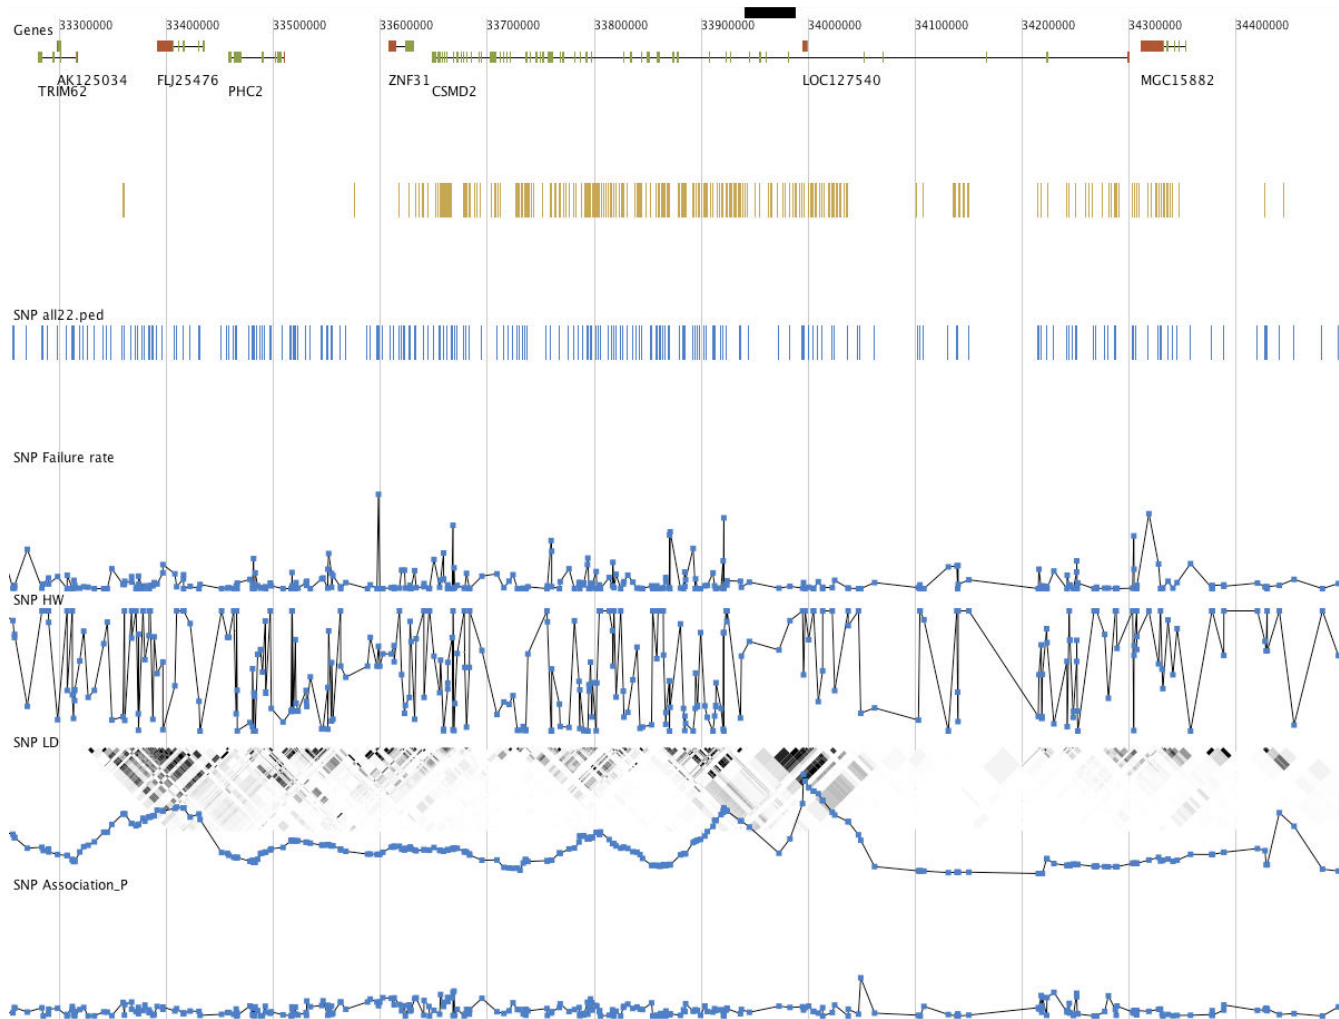 33300000 33400000 33500000 33600000 33700000 33800000 33900000 34000000 34100000 34200000 34300000 34400000
Genes
AK125034 FLJ25476 ZNF31 LOC127540 MGC15882
TRIM62 PHC2 CSMD2
SNP all22.ped
SNP Failure rate
SNP HW
SNP LD
SNP Association_P